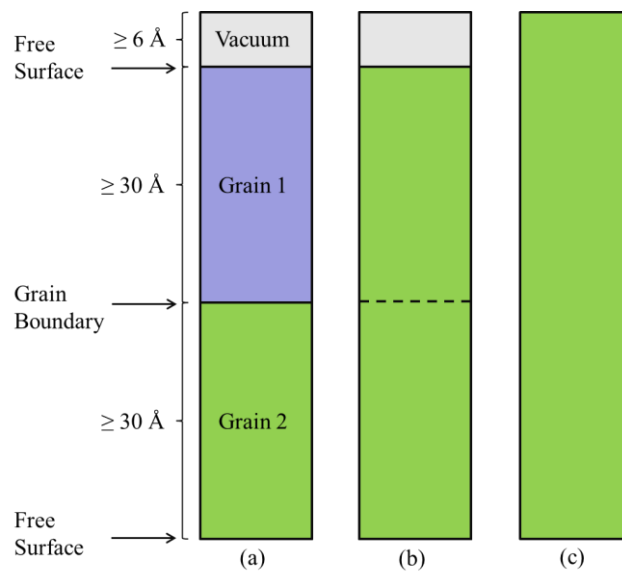 ≥ 6 Å
Vacuum
Free
Surface
≥ 30 Å
Grain 1
Grain
Boundary
≥ 30 Å
Grain 2
Free
Surface
(a)
(b)
(c)